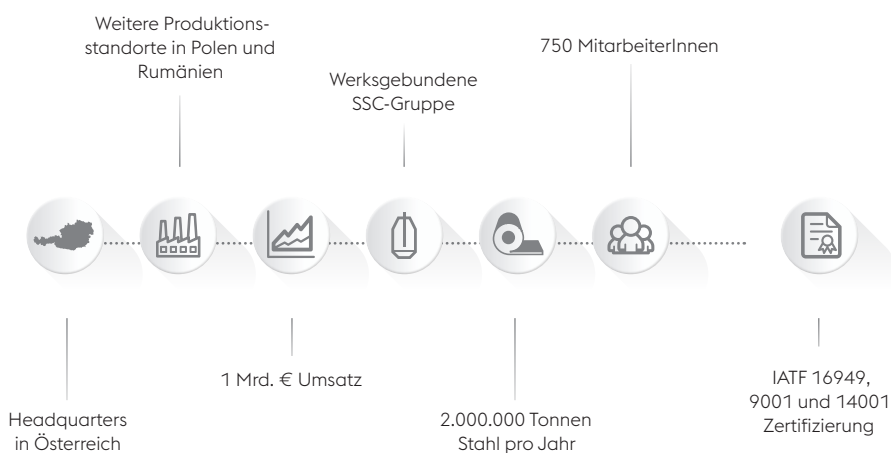 Weitere Produktions-
standorte in Polen und
Rumänien
Werksgebundene
SSC-Gruppe
750 MitarbeiterInnen
Headquarters
in Österreich
1 Mrd. € Umsatz
2.000.000 Tonnen
Stahl pro Jahr
IATF 16949,
9001 und 14001
Zertifizierung